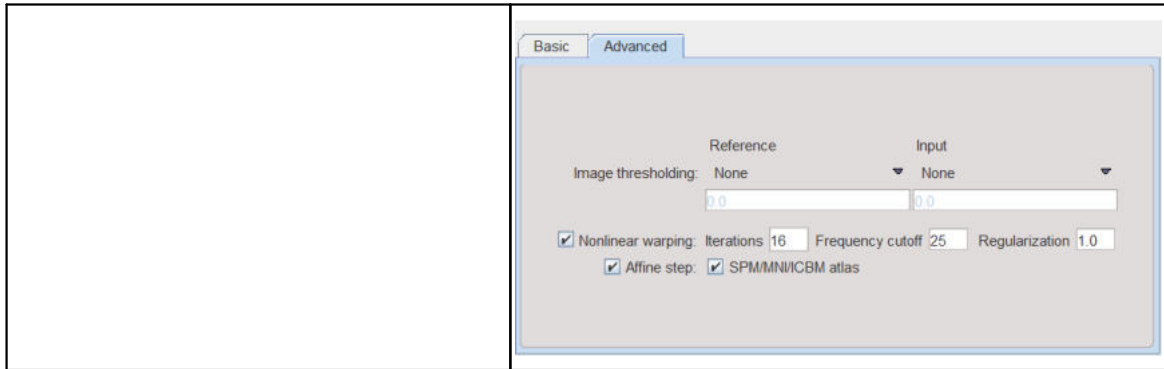 Basic Advanced
Reference Input
Image thresholding: None None
0.0 0.0
Nonlinear warping: Iterations 16 Frequency cutoff 25 Regularization 1.0
Affine step: SPM/MNI/ICBM atlas